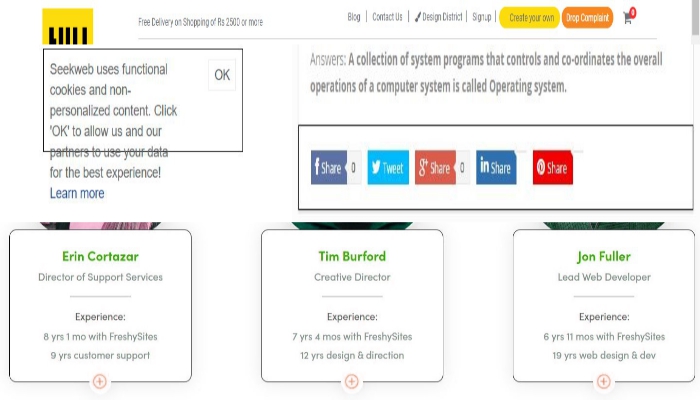 Free Delivery on Shopping of Rs 2500 or more
Blog | Contact Us | Design District | Signup | Create your own Drop Complaint 0
Seekweb uses functional
cookies and non-
personalized content. Click
'OK' to allow us and our
partners to use your data
for the best experience!
Learn more
OK
Answers: A collection of system programs that controls and co-ordinates the overall
operations of a computer system is called Operating system.
f Share 0 Tweet g+ Share 0 in Share Share
Erin Cortazar
Director of Support Services
Experience:
8 yrs 1 mo with FreshySites
9 yrs customer support
Tim Burford
Creative Director
Experience:
7 yrs 4 mos with FreshySites
12 yrs design & direction
Jon Fuller
Lead Web Developer
Experience:
6 yrs 11 mos with FreshySites
19 yrs web design & dev